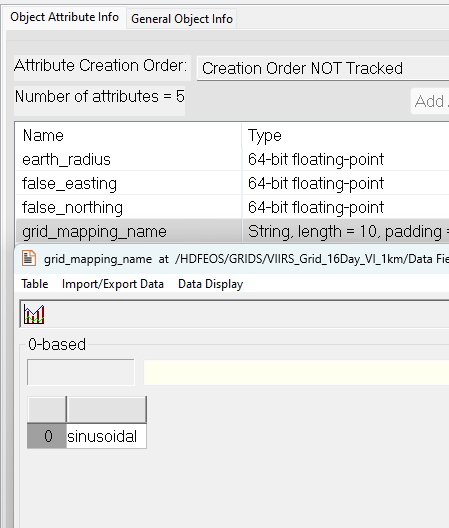 Object Attribute Info General Object Info
Attribute Creation Order: Creation Order NOT Tracked
Number of attributes = 5 Add
Name Type
earth_radius 64-bit floating-point
false_easting 64-bit floating-point
false_northing 64-bit floating-point
grid_mapping_name String, length = 10, padding =
grid_mapping_name at /HDFEOS/GRIDS/VIIRS_Grid_16Day_VI_1km/Data Fie
Table Import/Export Data Data Display
0-based
0 sinusoidal